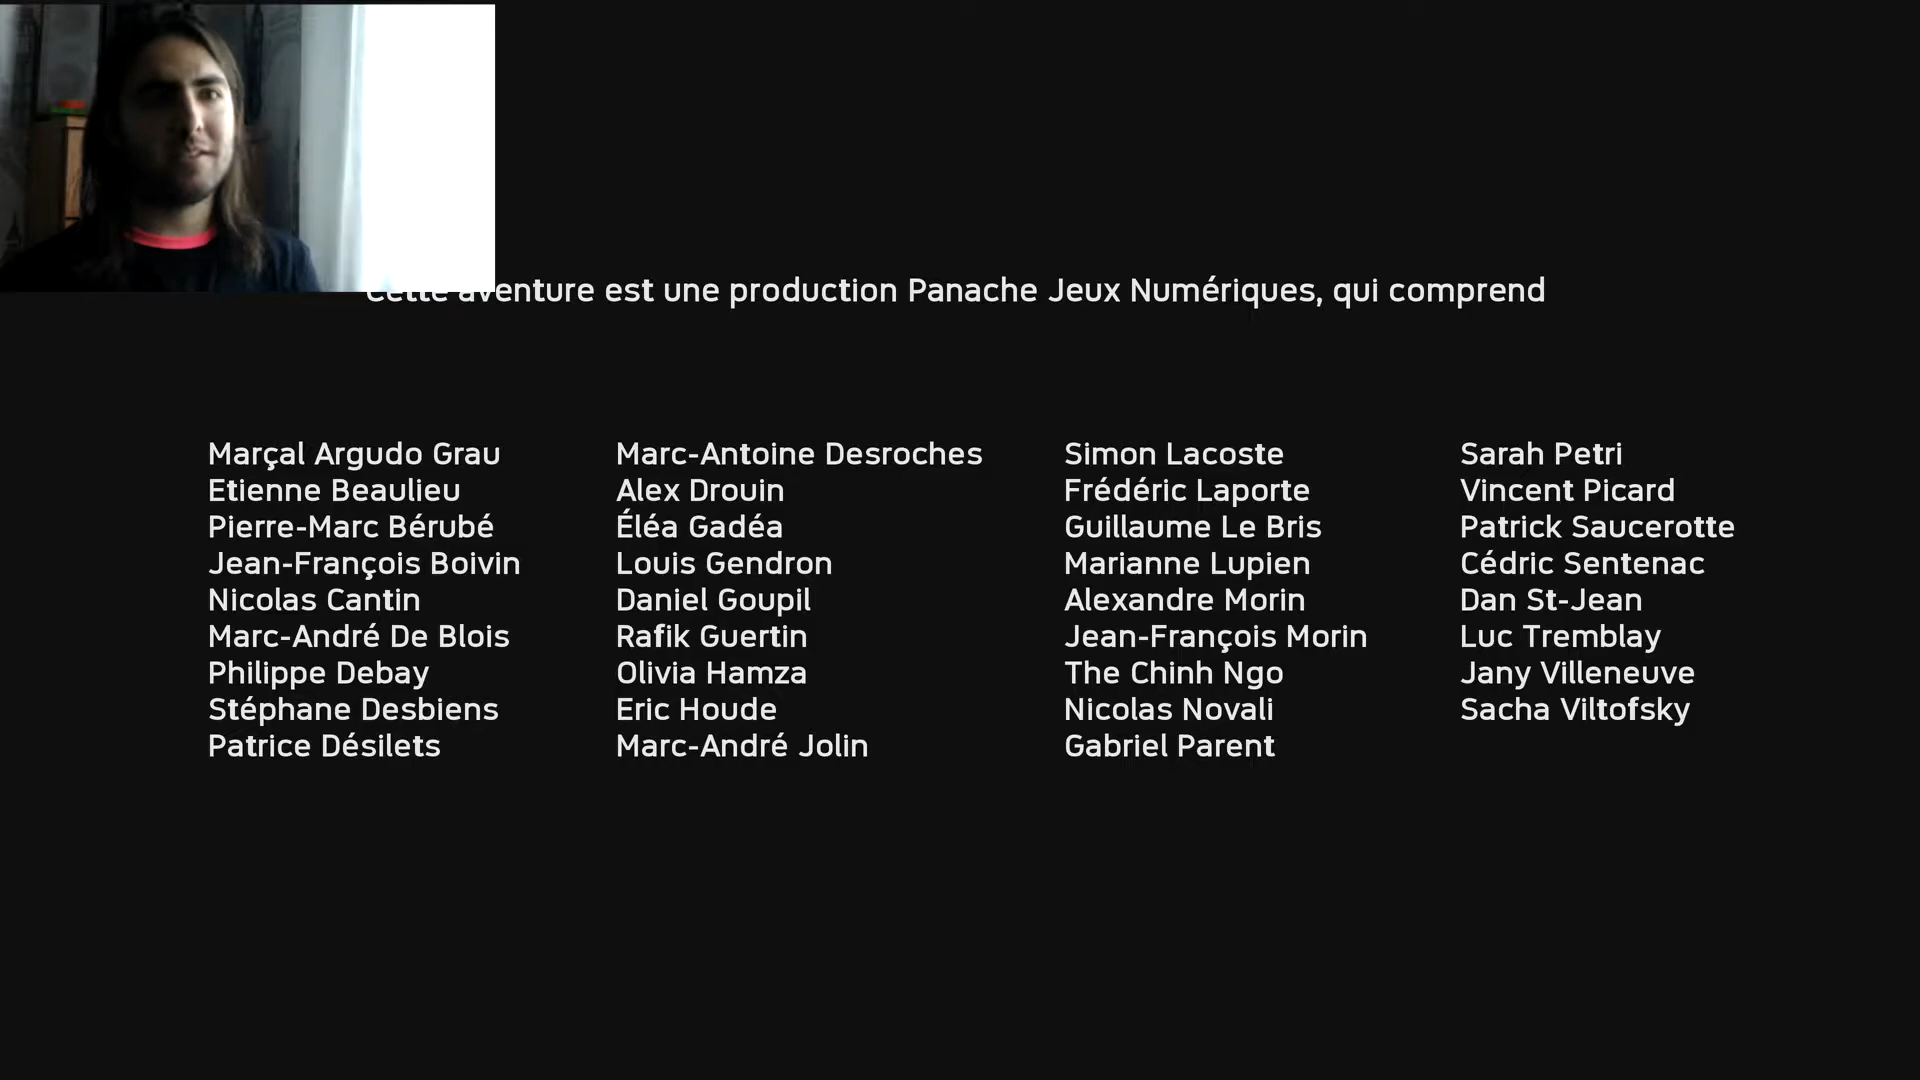 Cette aventure est une production Panache Jeux Numériques, qui comprend
Marçal Argudo Grau
Etienne Beaulieu
Pierre-Marc Bérubé
Jean-François Boivin
Nicolas Cantin
Marc-André De Blois
Philippe Debay
Stéphane Desbiens
Patrice Désilets
Marc-Antoine Desroches
Alex Drouin
Éléa Gadéa
Louis Gendron
Daniel Goupil
Rafik Guertin
Olivia Hamza
Eric Houde
Marc-André Jolin
Simon Lacoste
Frédéric Laporte
Guillaume Le Bris
Marianne Lupien
Alexandre Morin
Jean-François Morin
The Chinh Ngo
Nicolas Novali
Gabriel Parent
Sarah Petri
Vincent Picard
Patrick Saucerotte
Cédric Sentenac
Dan St-Jean
Luc Tremblay
Jany Villeneuve
Sacha Viltofsky